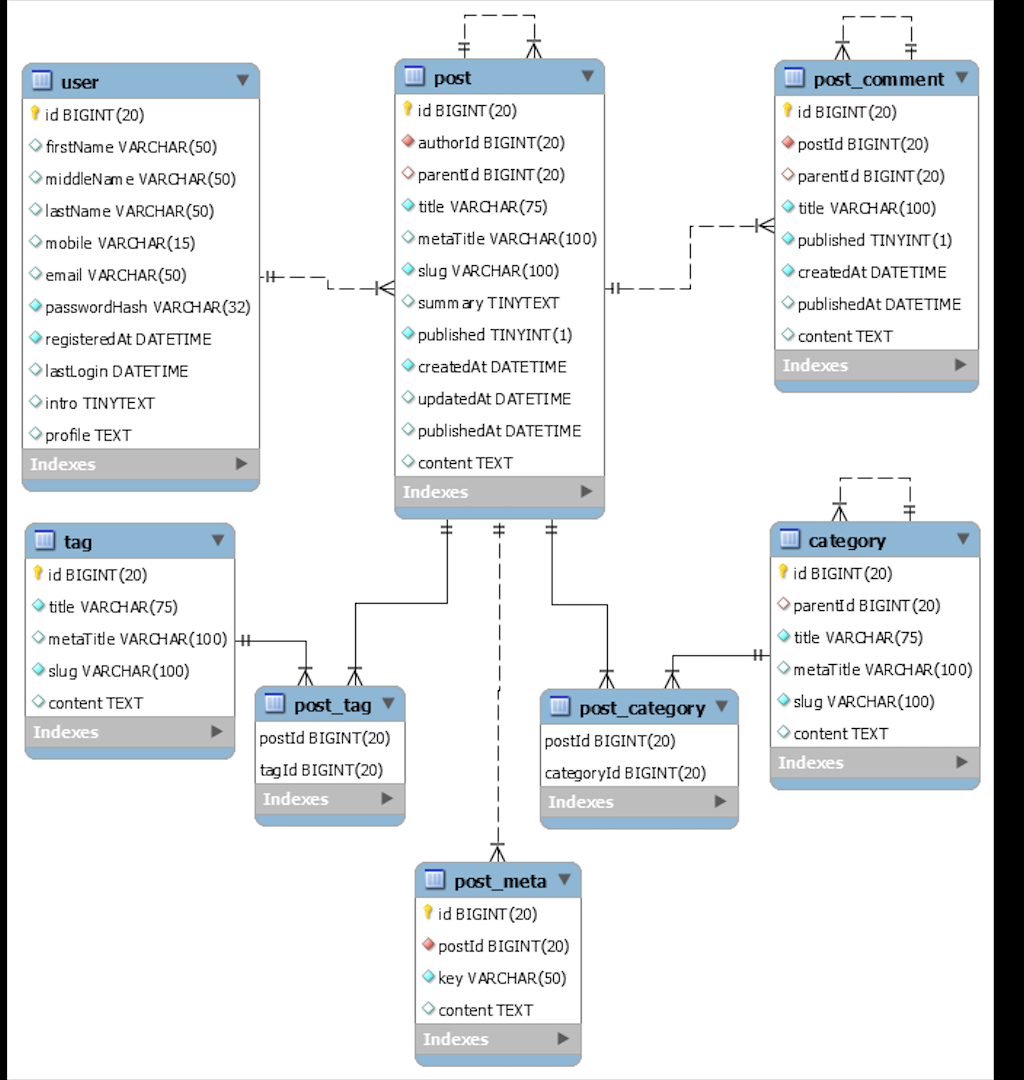 user
id BIGINT(20)
firstName VARCHAR(50)
middleName VARCHAR(50)
lastName VARCHAR(50)
mobile VARCHAR(15)
email VARCHAR(50)
passwordHash VARCHAR(32)
registeredAt DATETIME
lastLogin DATETIME
intro TINYTEXT
profile TEXT
Indexes
post
id BIGINT(20)
authorId BIGINT(20)
parentId BIGINT(20)
title VARCHAR(75)
metaTitle VARCHAR(100)
slug VARCHAR(100)
summary TINYTEXT
published TINYINT(1)
createdAt DATETIME
updatedAt DATETIME
publishedAt DATETIME
content TEXT
Indexes
post_comment
id BIGINT(20)
postId BIGINT(20)
parentId BIGINT(20)
title VARCHAR(100)
published TINYINT(1)
createdAt DATETIME
publishedAt DATETIME
content TEXT
Indexes
tag
id BIGINT(20)
title VARCHAR(75)
metaTitle VARCHAR(100)
slug VARCHAR(100)
content TEXT
Indexes
post_tag
postId BIGINT(20)
tagId BIGINT(20)
Indexes
post_category
postId BIGINT(20)
categoryId BIGINT(20)
Indexes
category
id BIGINT(20)
parentId BIGINT(20)
title VARCHAR(75)
metaTitle VARCHAR(100)
slug VARCHAR(100)
content TEXT
Indexes
post_meta
id BIGINT(20)
postId BIGINT(20)
key VARCHAR(50)
content TEXT
Indexes